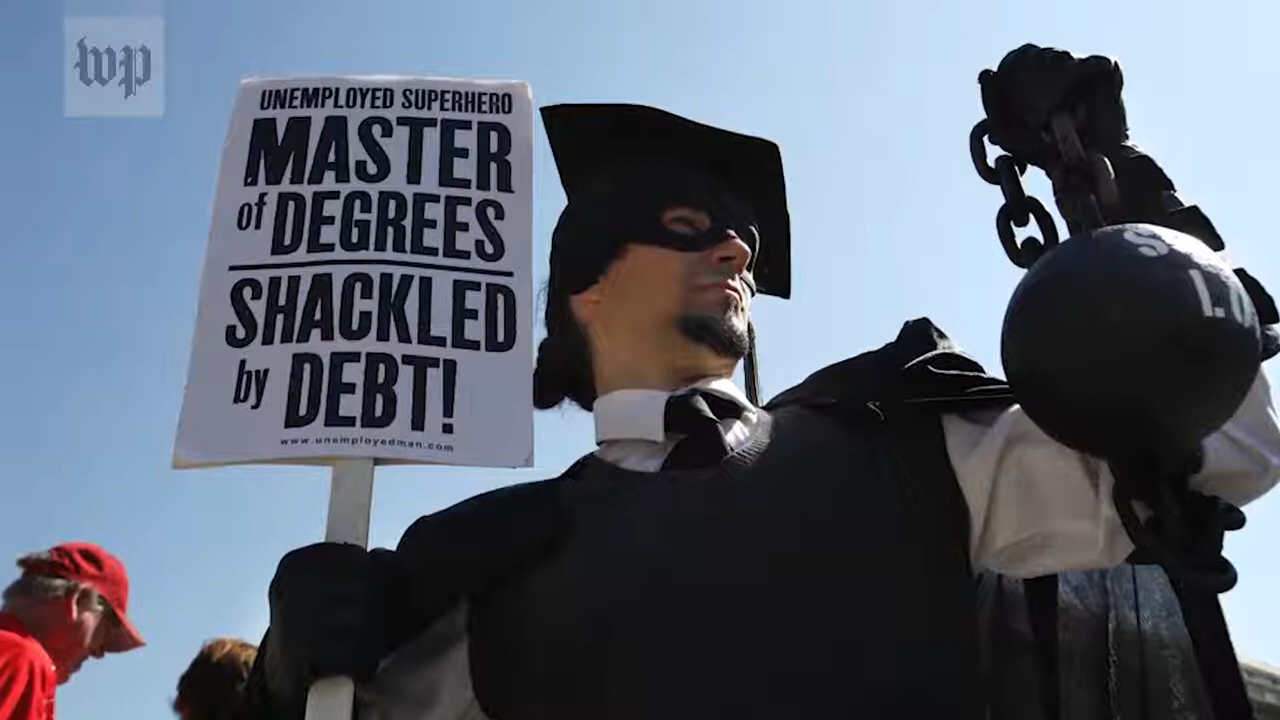 wp
UNEMPLOYED SUPERHERO
MASTER
of DEGREES
SHACKLED
by DEBT!
www.unemployedman.com